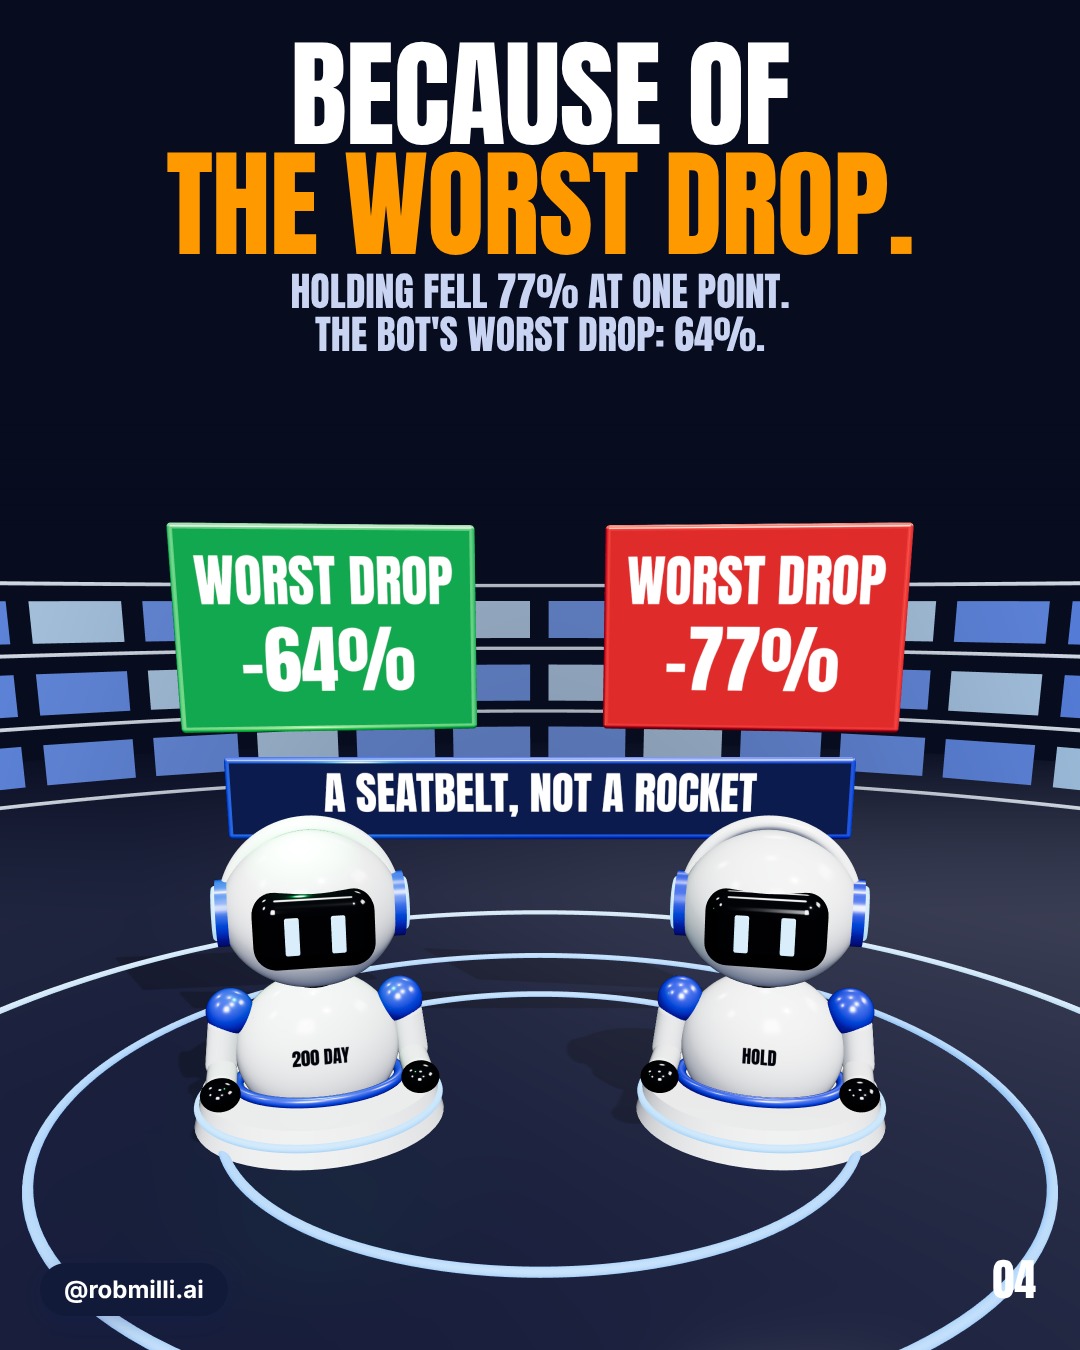 BECAUSE OF
THE WORST DROP.
HOLDING FELL 77% AT ONE POINT.
THE BOT'S WORST DROP: 64%.
WORST DROP
-64%
WORST DROP
-77%
A SEATBELT, NOT A ROCKET
200 DAY
HOLD
@robmilli.ai
04